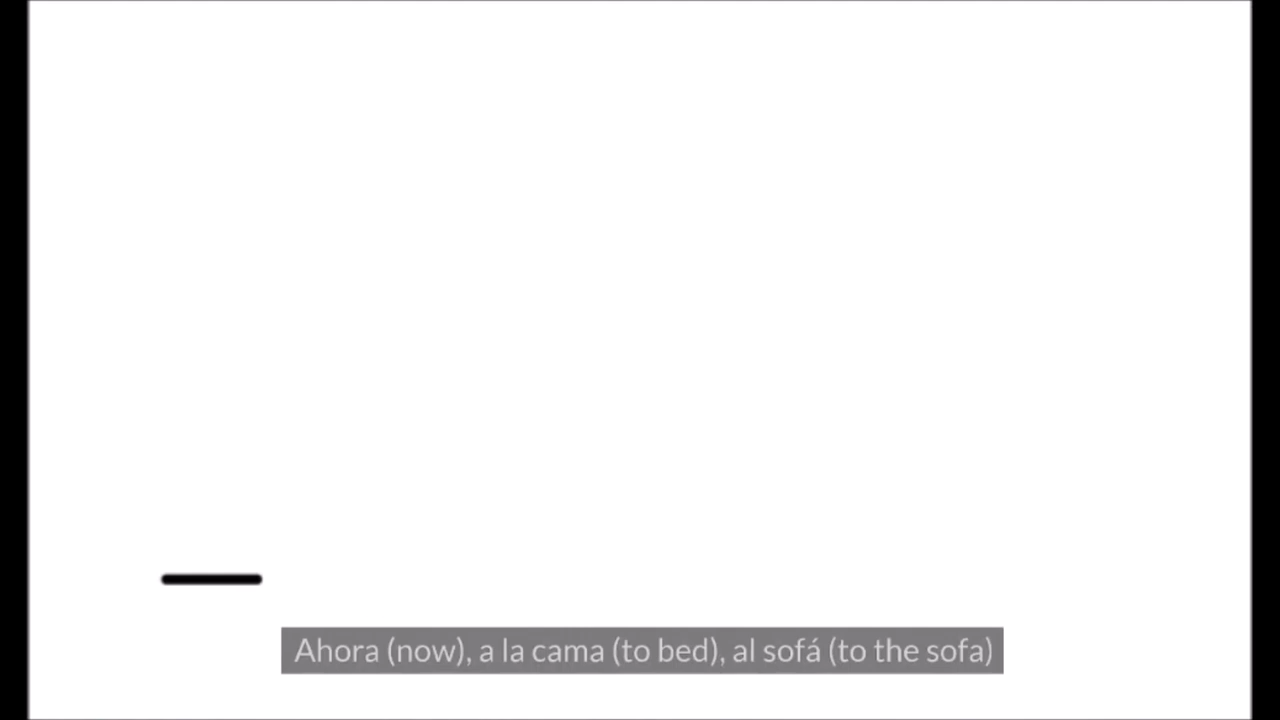 Ahora (now), a la cama (to bed), al sofá (to the sofa)